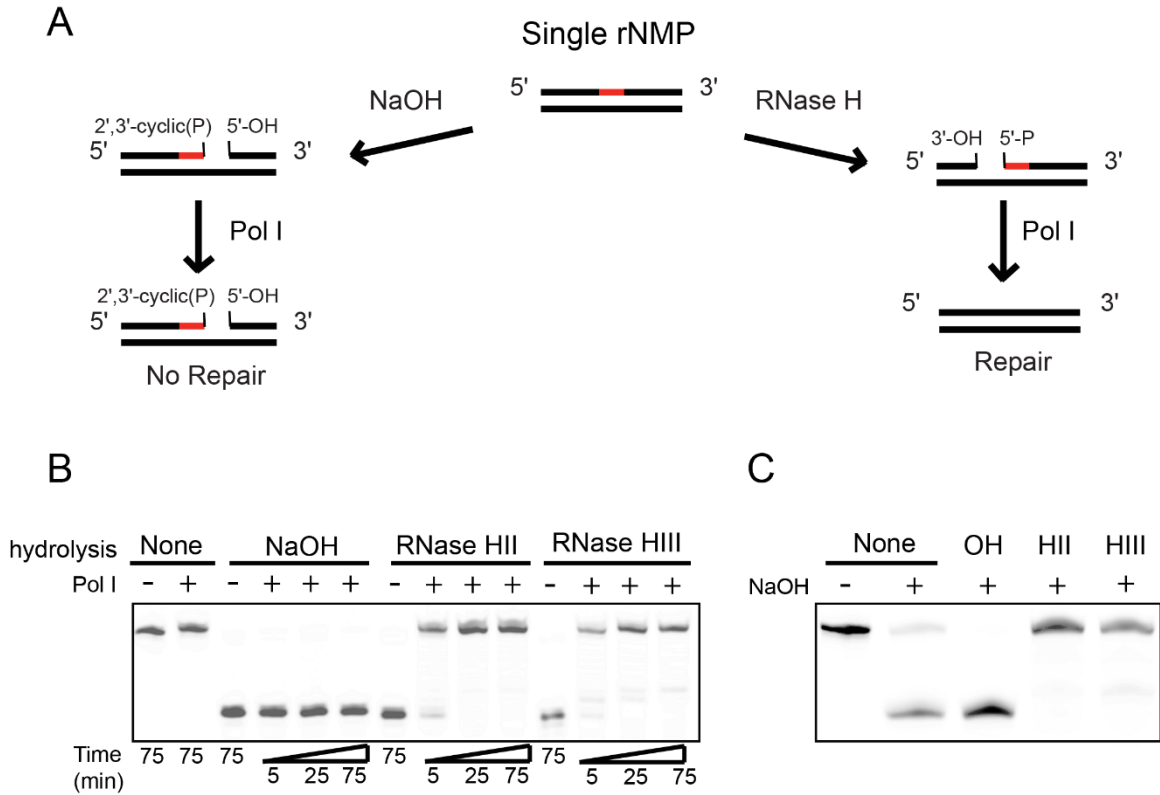 A
Single rNMP
5' 3'
NaOH RNase H
2',3'-cyclic(P) 5'-OH
5' 3'
3'-OH 5'-P
5' 3'
Pol I
Pol I
2',3'-cyclic(P) 5'-OH
5' 3'
No Repair
5' 3'
Repair
B
hydrolysis None NaOH RNase HII RNase HIII
Pol I - + - + + + - + + + - + + +
Time 75 75 75 5 25 75 75 5 25 75 75 5 25 75
(min)
C
None OH HII HIII
NaOH - + + + +